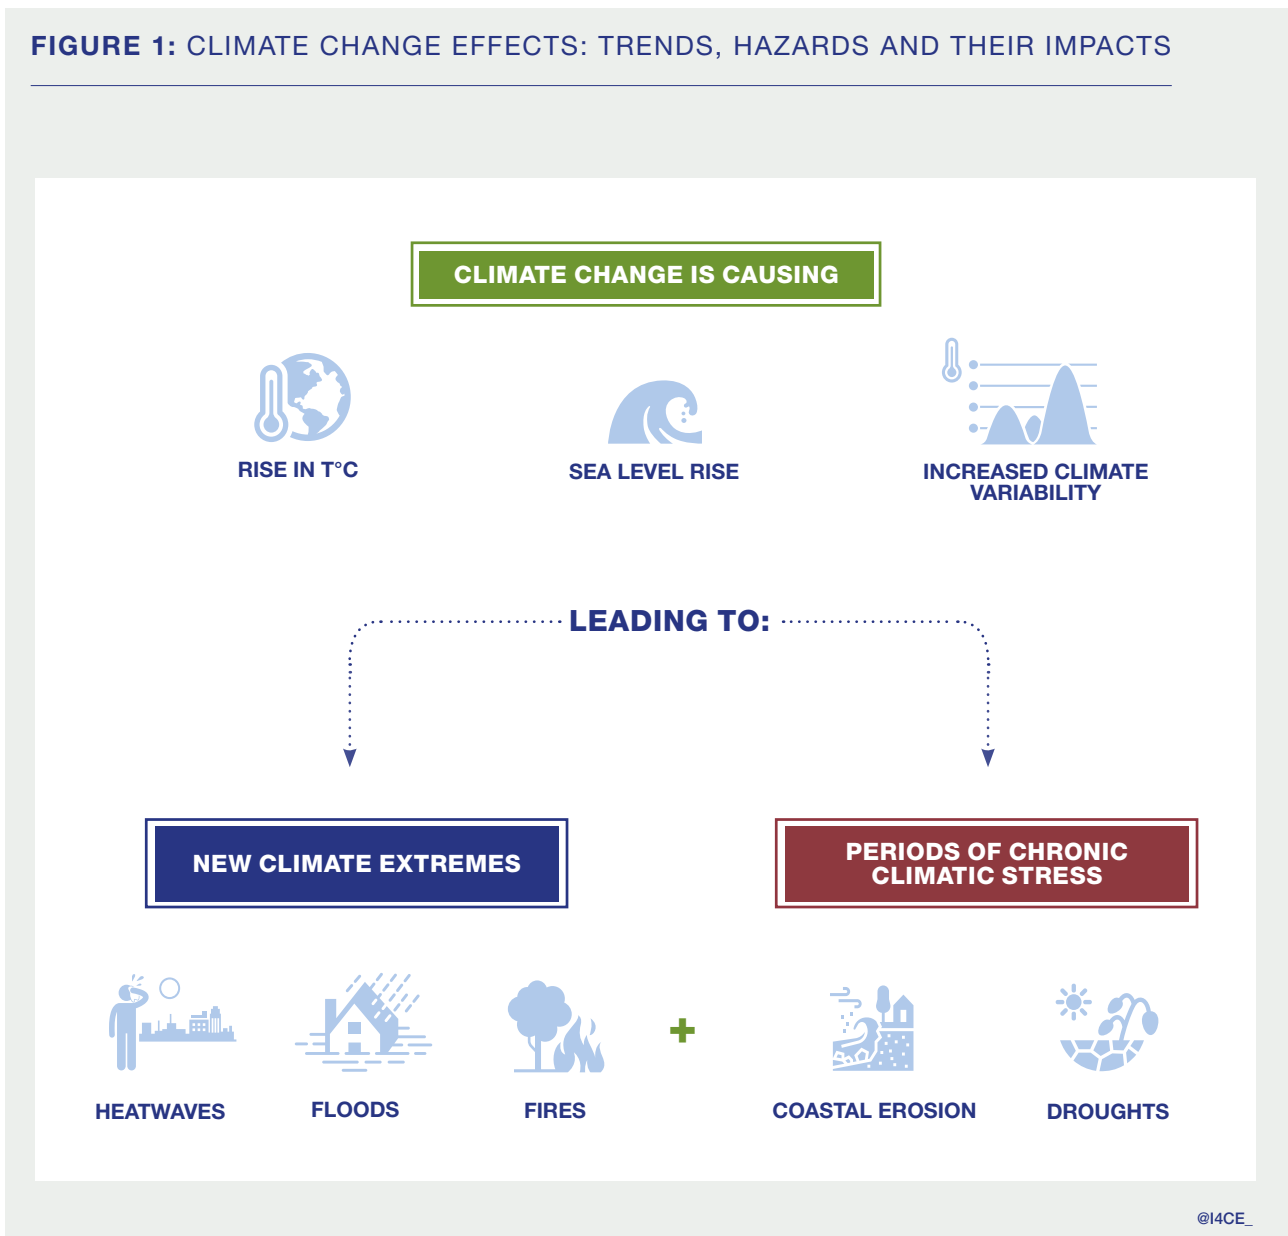 FIGURE 1: CLIMATE CHANGE EFFECTS: TRENDS, HAZARDS AND THEIR IMPACTS
CLIMATE CHANGE IS CAUSING
RISE IN T°C
SEA LEVEL RISE
INCREASED CLIMATE
VARIABILITY
LEADING TO:
NEW CLIMATE EXTREMES
PERIODS OF CHRONIC
CLIMATIC STRESS
+
HEATWAVES
FLOODS
FIRES
COASTAL EROSION
DROUGHTS
@I4CE_